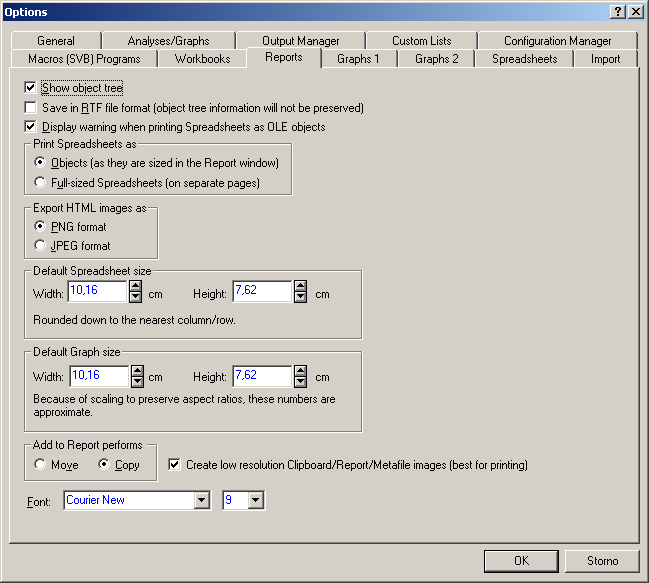 Options
General Analyses/Graphs Output Manager Custom Lists Configuration Manager
Macros (SVB) Programs Workbooks Reports Graphs 1 Graphs 2 Spreadsheets Import
Show object tree
Save in RTF file format (object tree information will not be preserved)
Display warning when printing Spreadsheets as OLE objects
Print Spreadsheets as
Objects (as they are sized in the Report window)
Full-sized Spreadsheets (on separate pages)
Export HTML images as
PNG format
JPEG format
Default Spreadsheet size
Width: 10,16 cm Height: 7,62 cm
Rounded down to the nearest column/row.
Default Graph size
Width: 10,16 cm Height: 7,62 cm
Because of scaling to preserve aspect ratios, these numbers are
approximate.
Add to Report performs
Move Copy Create low resolution Clipboard/Report/Metafile images (best for printing)
Font: Courier New 9
OK Storno